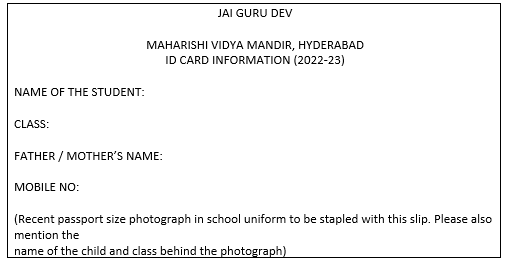 JAI GURU DEV
MAHARISHI VIDYA MANDIR, HYDERABAD
ID CARD INFORMATION (2022-23)
NAME OF THE STUDENT:
CLASS:
FATHER / MOTHER'S NAME:
MOBILE NO:
(Recent passport size photograph in school uniform to be stapled with this slip. Please also
mention the
name of the child and class behind the photograph)